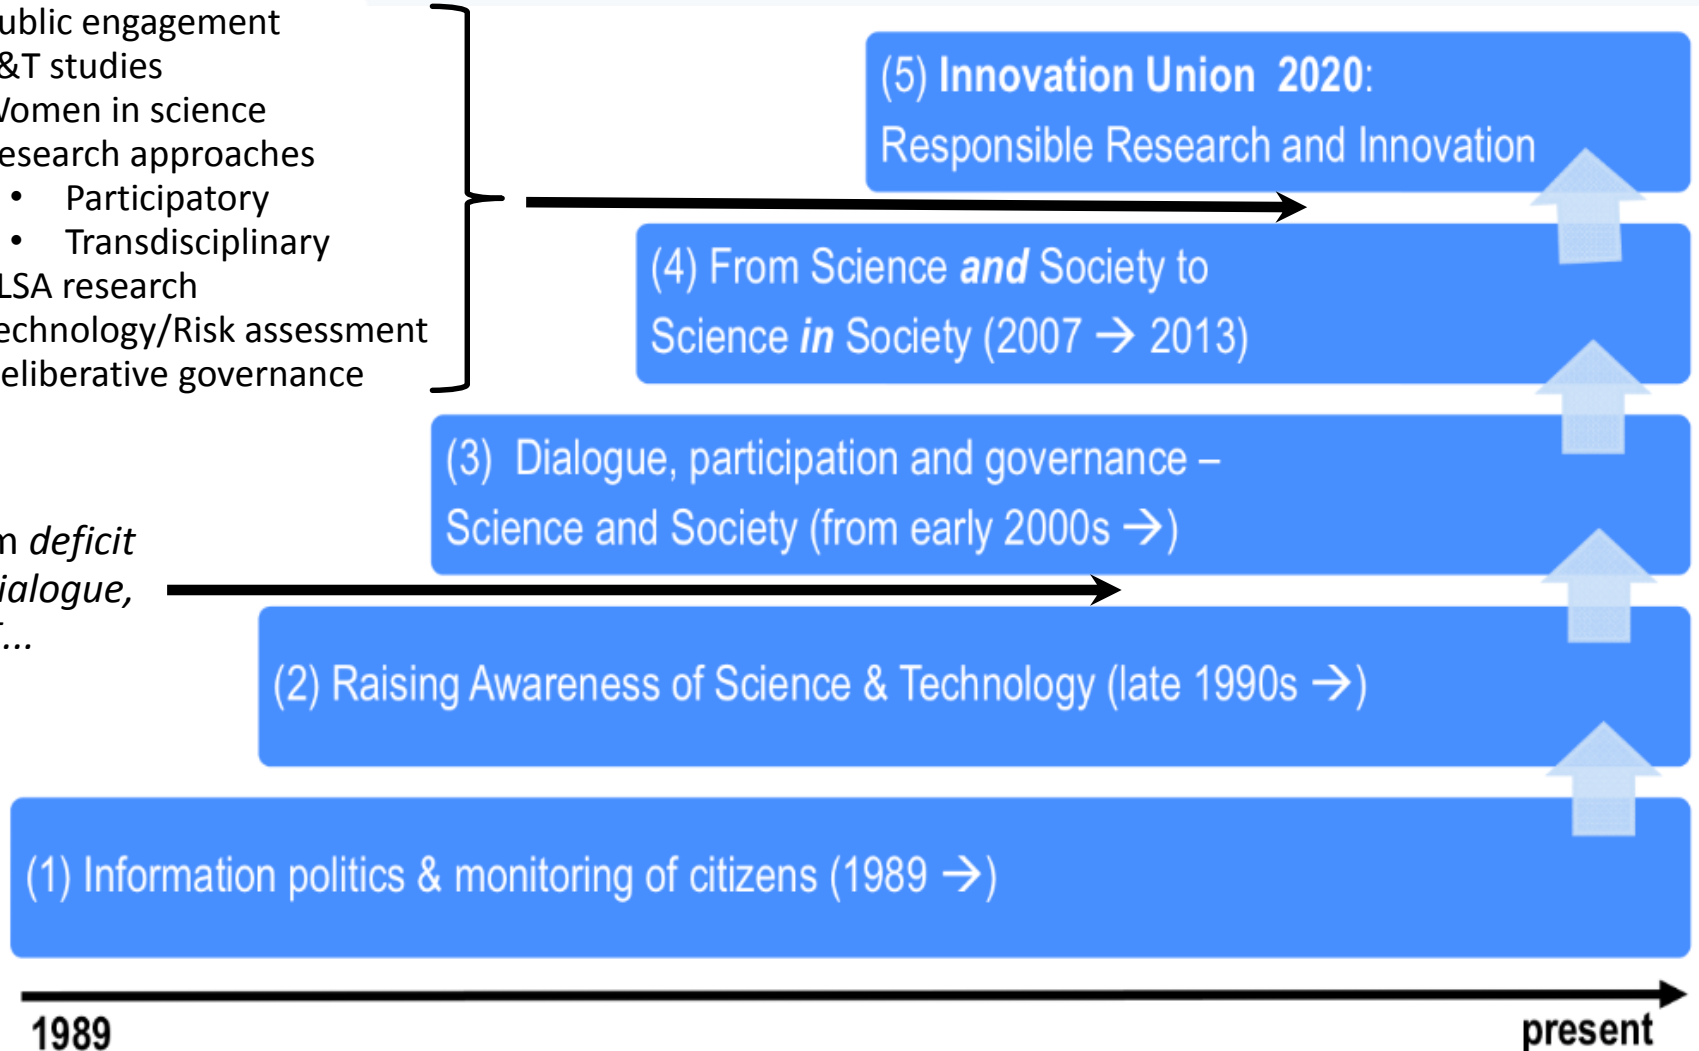 ublic engagement
&T studies
omen in science
esearch approaches
• Participatory
• Transdisciplinary
LSA research
echnology/Risk assessment
eliberative governance
(5) Innovation Union 2020:
Responsible Research and Innovation
(4) From Science and Society to
Science in Society (2007 → 2013)
(3) Dialogue, participation and governance –
Science and Society (from early 2000s →)
m deficit
ialogue,
...
(2) Raising Awareness of Science & Technology (late 1990s →)
(1) Information politics & monitoring of citizens (1989 →)
1989
present